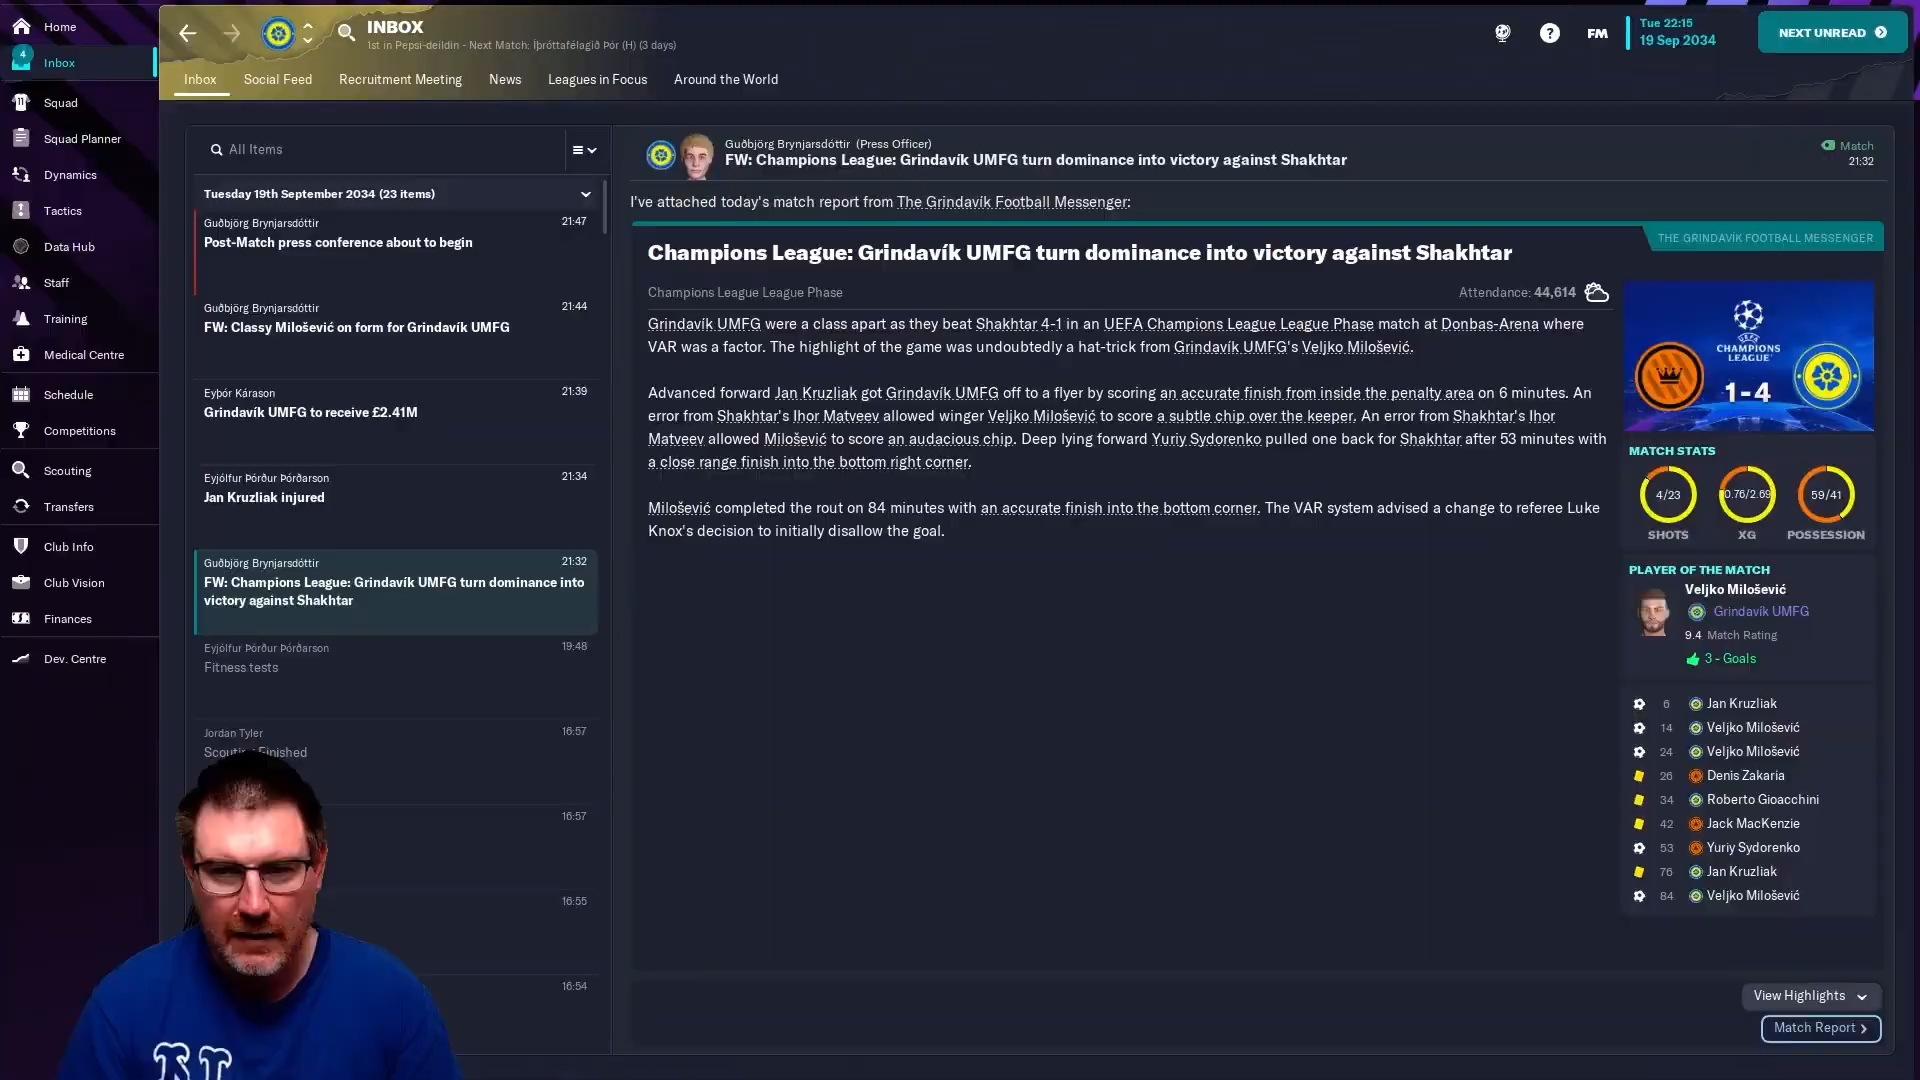 Home
4
Inbox
Squad
Squad Planner
Dynamics
Tactics
Data Hub
Staff
Training
Medical Centre
Schedule
Competitions
Scouting
Transfers
Club Info
Club Vision
Finances
Dev. Centre
INBOX
1st in Pepsi-deildin - Next Match: Íþróttafélagið Þór (H) (3 days)
FM
Tue 22:15
19 Sep 2034
NEXT UNREAD
Inbox
Social Feed
Recruitment Meeting
News
Leagues in Focus
Around the World
All Items
Tuesday 19th September 2034 (23 items)
Guðbjörg Brynjarsdóttir 21:47
Post-Match press conference about to begin
Guðbjörg Brynjarsdóttir 21:44
FW: Classy Milošević on form for Grindavík UMFG
Eyþór Kárason 21:39
Grindavík UMFG to receive £2.41M
Eyjólfur Þórður Þórðarson 21:34
Jan Kruzliak injured
Guðbjörg Brynjarsdóttir 21:32
FW: Champions League: Grindavík UMFG turn dominance into
victory against Shakhtar
Eyjólfur Þórður Þórðarson 19:48
Fitness tests
Jordan Tyler 16:57
Scouting Finished
16:57
16:55
16:54
Guðbjörg Brynjarsdóttir (Press Officer)
FW: Champions League: Grindavík UMFG turn dominance into victory against Shakhtar
Match
21:32
I've attached today's match report from The Grindavík Football Messenger:
THE GRINDAVÍK FOOTBALL MESSENGER
Champions League: Grindavík UMFG turn dominance into victory against Shakhtar
Champions League League Phase
Attendance: 44,614
Grindavík UMFG were a class apart as they beat Shakhtar 4-1 in an UEFA Champions League League Phase match at Donbas-Arena where
VAR was a factor. The highlight of the game was undoubtedly a hat-trick from Grindavík UMFG's Veljko Milošević.
Advanced forward Jan Kruzliak got Grindavík UMFG off to a flyer by scoring an accurate finish from inside the penalty area on 6 minutes. An
error from Shakhtar's Ihor Matveev allowed winger Veljko Milošević to score a subtle chip over the keeper. An error from Shakhtar's Ihor
Matveev allowed Milošević to score an audacious chip. Deep lying forward Yuriy Sydorenko pulled one back for Shakhtar after 53 minutes with
a close range finish into the bottom right corner.
Milošević completed the rout on 84 minutes with an accurate finish into the bottom corner. The VAR system advised a change to referee Luke
Knox's decision to initially disallow the goal.
CHAMPIONS
LEAGUE
1-4
MATCH STATS
4/23
0.76/2.69
59/41
SHOTS
XG
POSSESSION
PLAYER OF THE MATCH
Veljko Milošević
Grindavík UMFG
9.4 Match Rating
3 - Goals
6 Jan Kruzliak
14 Veljko Milošević
24 Veljko Milošević
26 Denis Zakaria
34 Roberto Gioacchini
42 Jack MacKenzie
53 Yuriy Sydorenko
76 Jan Kruzliak
84 Veljko Milošević
View Highlights
Match Report